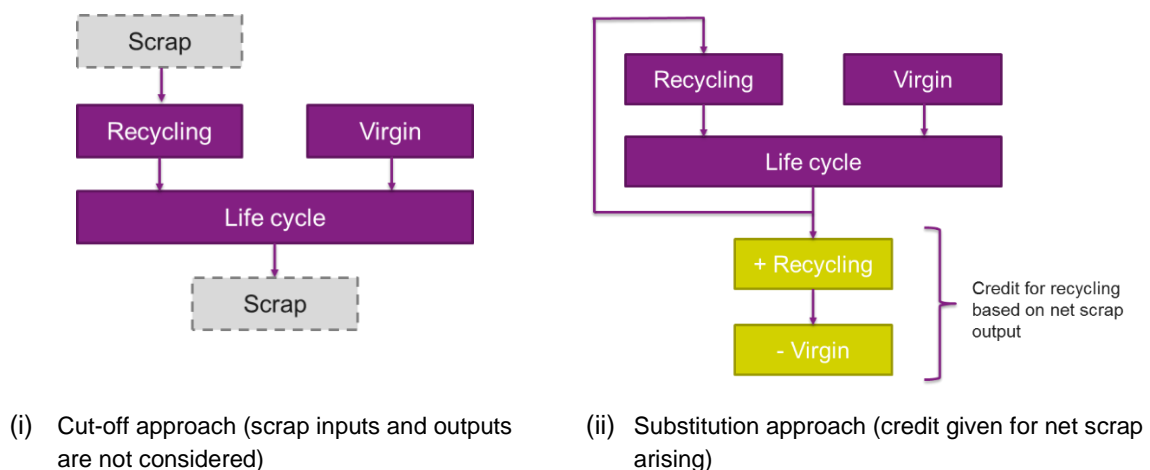 Scrap
Recycling
Virgin
Life cycle
Scrap
Recycling
Virgin
Life cycle
+ Recycling
- Virgin
Credit for recycling
based on net scrap
output
(i) Cut-off approach (scrap inputs and outputs
are not considered)
(ii) Substitution approach (credit given for net scrap
arising)